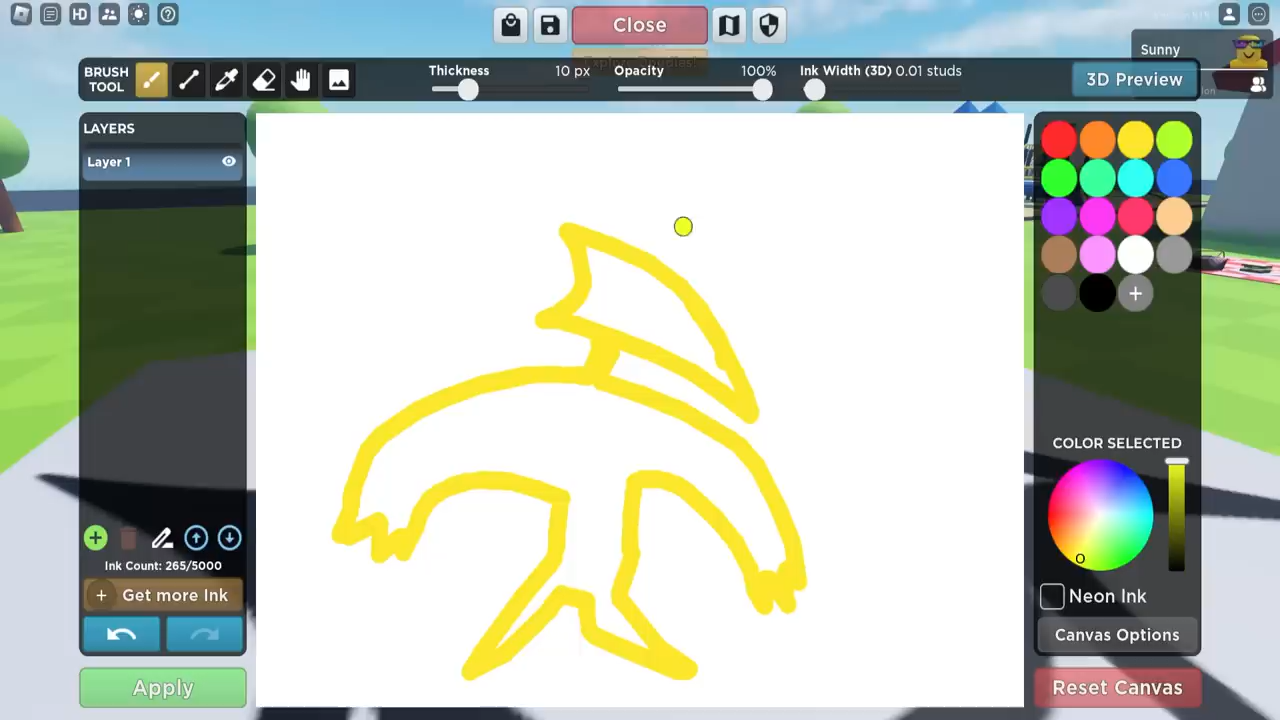 HD
Close
Sunny
BRUSH TOOL
Thickness 10 px
Opacity 100%
Ink Width (3D) 0.01 studs
3D Preview
LAYERS
Layer 1
Ink Count: 265/5000
+ Get more Ink
Apply
COLOR SELECTED
Neon Ink
Canvas Options
Reset Canvas